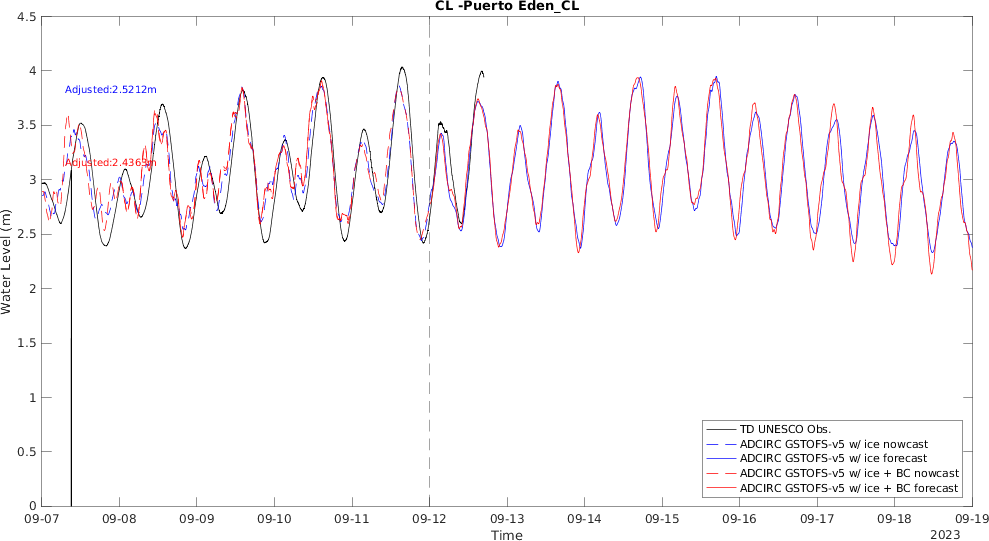 CL -Puerto Eden_CL
4.5
4
3.5
3
2.5
2
1.5
1
0.5
0
Water Level (m)
Adjusted:2.5212m
Adjusted:2.4363m
TD UNESCO Obs.
ADCIRC GSTOFS-v5 w/ ice nowcast
ADCIRC GSTOFS-v5 w/ ice forecast
ADCIRC GSTOFS-v5 w/ ice + BC nowcast
ADCIRC GSTOFS-v5 w/ ice + BC forecast
09-07 09-08 09-09 09-10 09-11 09-12 09-13 09-14 09-15 09-16 09-17 09-18 09-19
Time
2023